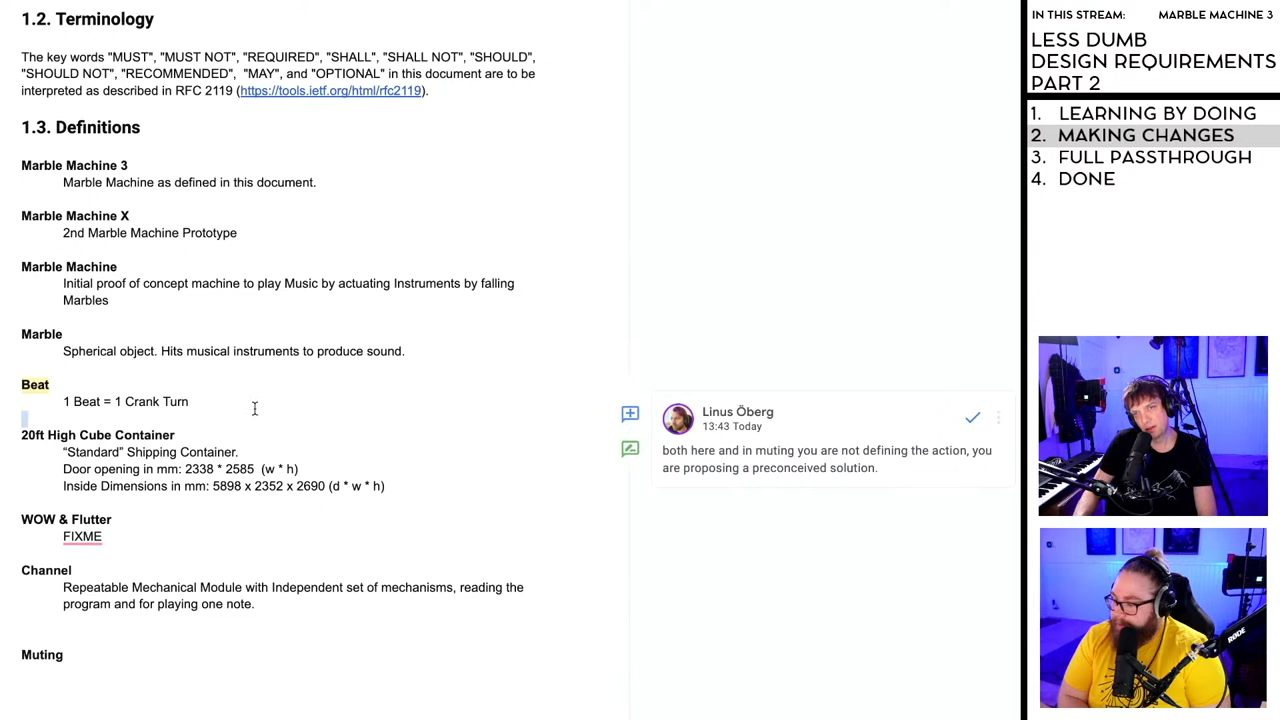 1.2. Terminology
The key words "MUST", "MUST NOT", "REQUIRED", "SHALL", "SHALL NOT", "SHOULD",
"SHOULD NOT", "RECOMMENDED", "MAY", and "OPTIONAL" in this document are to be
interpreted as described in RFC 2119 (https://tools.ietf.org/html/rfc2119).
1.3. Definitions
Marble Machine 3
Marble Machine as defined in this document.
Marble Machine X
2nd Marble Machine Prototype
Marble Machine
Initial proof of concept machine to play Music by actuating Instruments by falling
Marbles
Marble
Spherical object. Hits musical instruments to produce sound.
Beat
1 Beat = 1 Crank Turn
20ft High Cube Container
“Standard” Shipping Container.
Door opening in mm: 2338 * 2585 (w * h)
Inside Dimensions in mm: 5898 x 2352 x 2690 (d * w * h)
WOW & Flutter
FIXME
Channel
Repeatable Mechanical Module with Independent set of mechanisms, reading the
program and for playing one note.
Muting
Linus Öberg
13:43 Today
both here and in muting you are not defining the action, you
are proposing a preconceived solution.
IN THIS STREAM: MARBLE MACHINE 3
LESS DUMB
DESIGN REQUIREMENTS
PART 2
1. LEARNING BY DOING
2. MAKING CHANGES
3. FULL PASSTHROUGH
4. DONE
RØDE